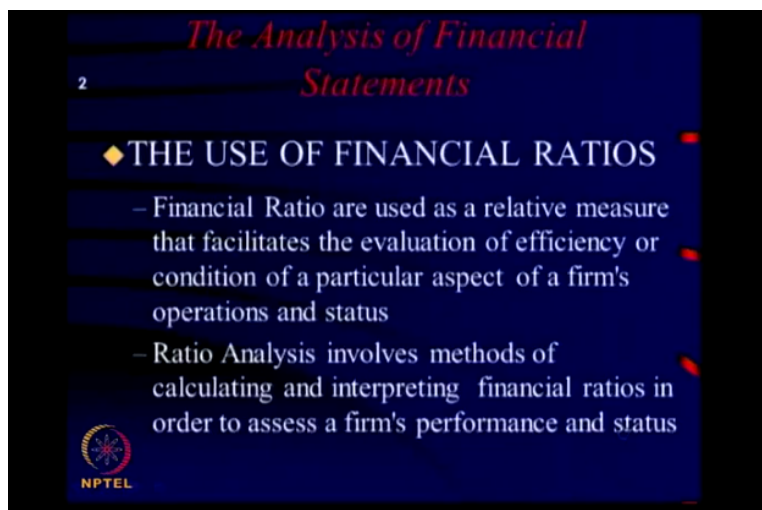 The Analysis of Financial
Statements
2
◆THE USE OF FINANCIAL RATIOS
– Financial Ratio are used as a relative measure
that facilitates the evaluation of efficiency or
condition of a particular aspect of a firm's
operations and status
– Ratio Analysis involves methods of
calculating and interpreting financial ratios in
order to assess a firm's performance and status
NPTEL